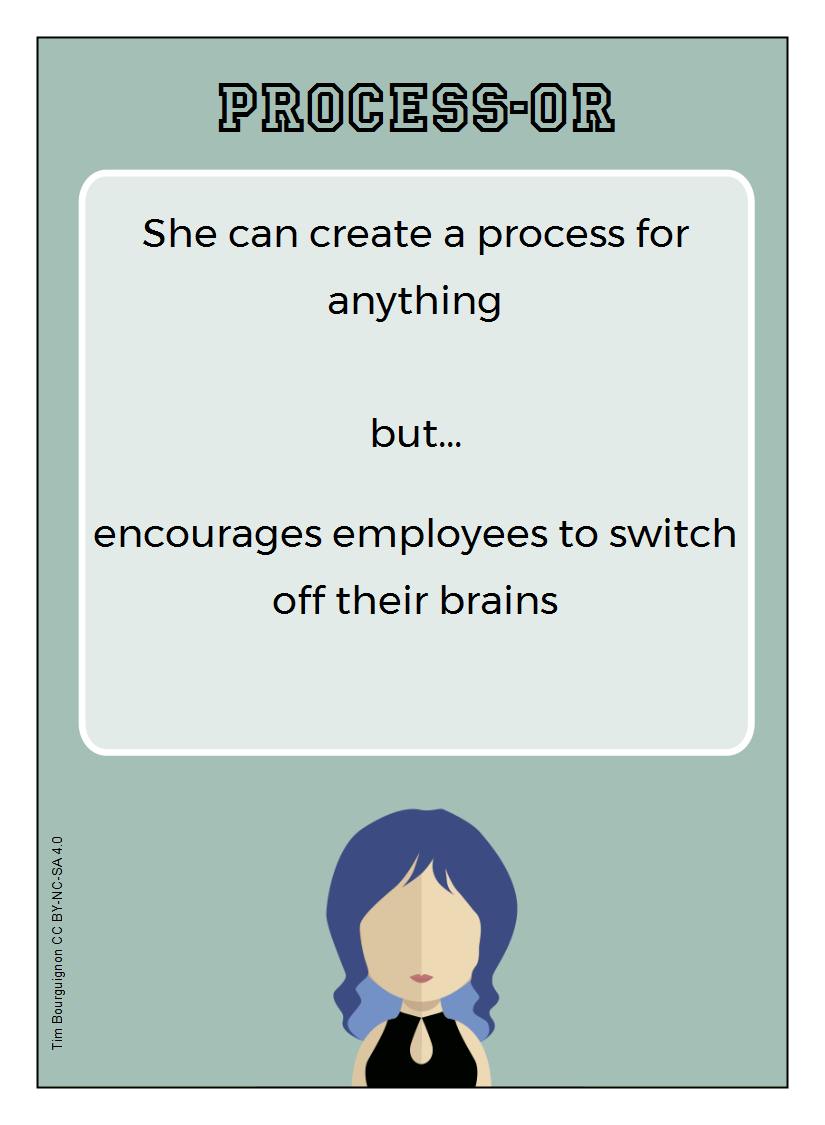 PROCESS-OR
She can create a process for
anything
but...
encourages employees to switch
off their brains
Tim Bourguignon CC BY-NC-SA 4.0